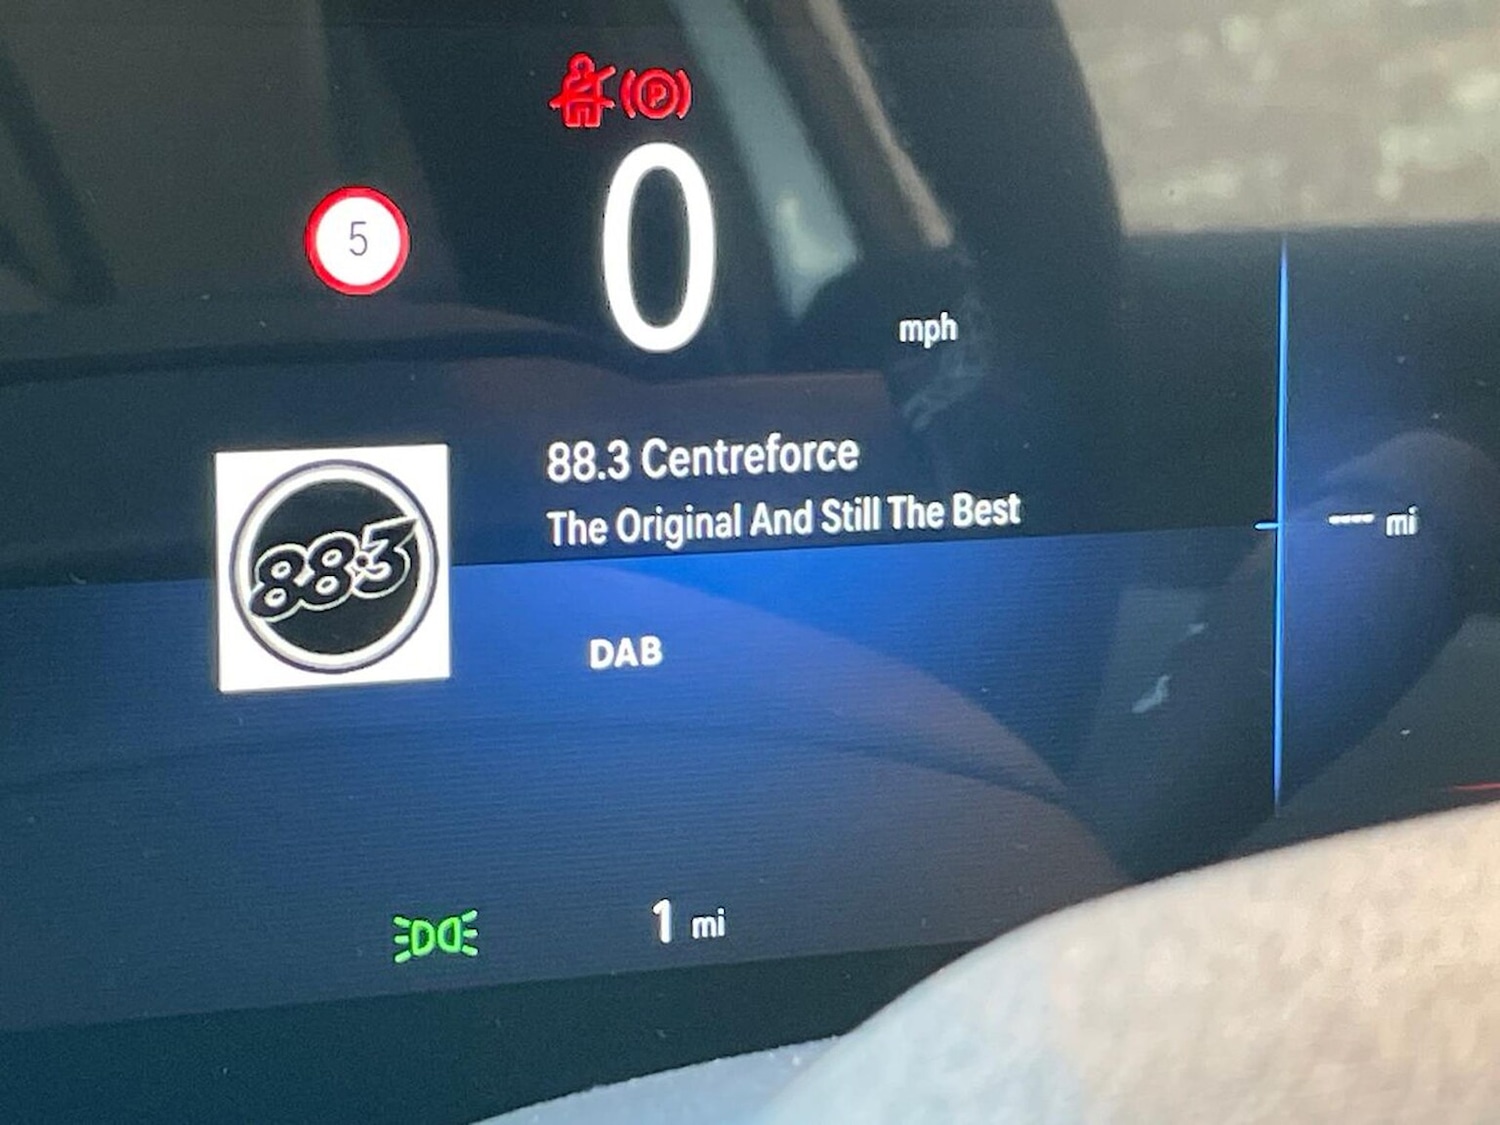 P
5
0
mph
88.3 Centreforce
The Original And Still The Best
88.3
DAB
--- mi
1 mi